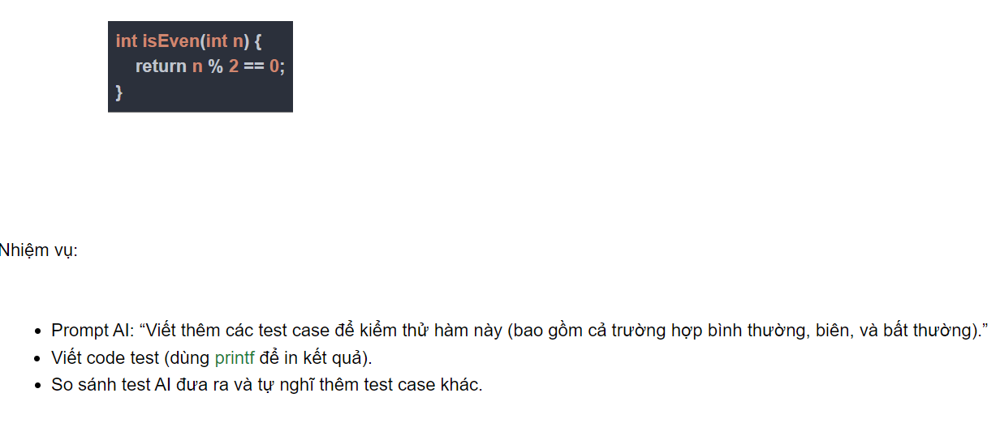 int isEven(int n) {
return n % 2 == 0;
}
Nhiệm vụ:
Prompt AI: “Viết thêm các test case để kiểm thử hàm này (bao gồm cả trường hợp bình thường, biên, và bất thường).”
Viết code test (dùng printf để in kết quả).
So sánh test AI đưa ra và tự nghĩ thêm test case khác.